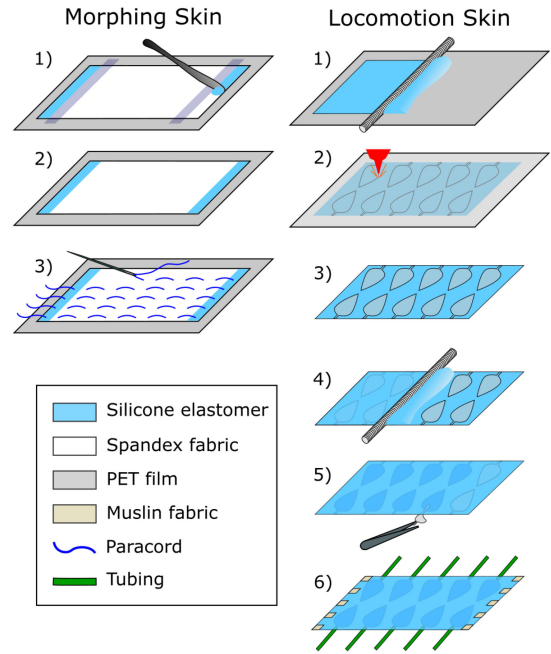 Morphing Skin
1)
2)
3)
Silicone elastomer
Spandex fabric
PET film
Muslin fabric
Paracord
Tubing
Locomotion Skin
1)
2)
3)
4)
5)
6)